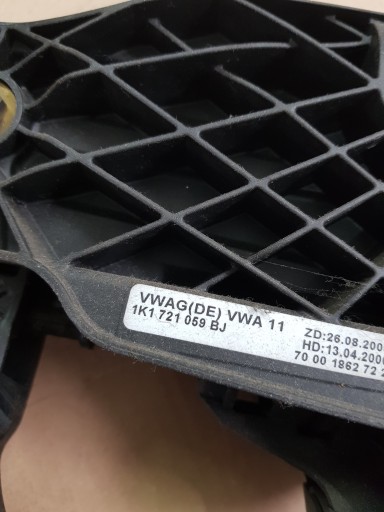 VWAG(DE) VWA 11
1K1 721 059 BJ
ZD:26.08.200
HD:13.04.200
70 00 1862 72